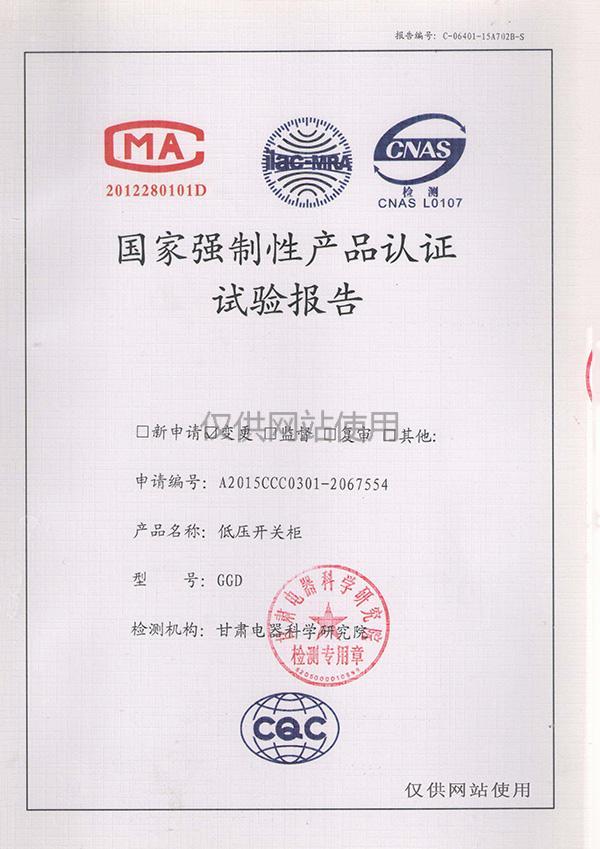 报告编号: C-06401-15A702B-S
MA
2012280101D
ilac-MRA
CNAS
检 测
CNAS L0107
国家强制性产品认证
试验报告
仅供网站使用
□新申请☑变更 □监督 □复审 □其他:
申请编号: A2015CCC0301-2067554
产品名称: 低压开关柜
型 号: GGD
检测机构: 甘肃电器科学研究院
甘肃电器科学研究院
检测专用章
CQC
仅供网站使用